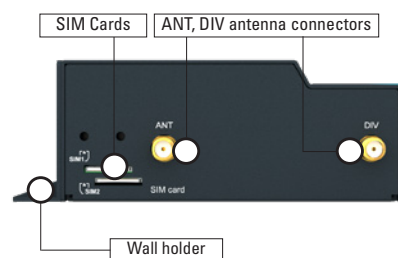 SIM Cards
ANT, DIV antenna connectors
ANT
DIV
SIM1
SIM2
SIM card
Wall holder